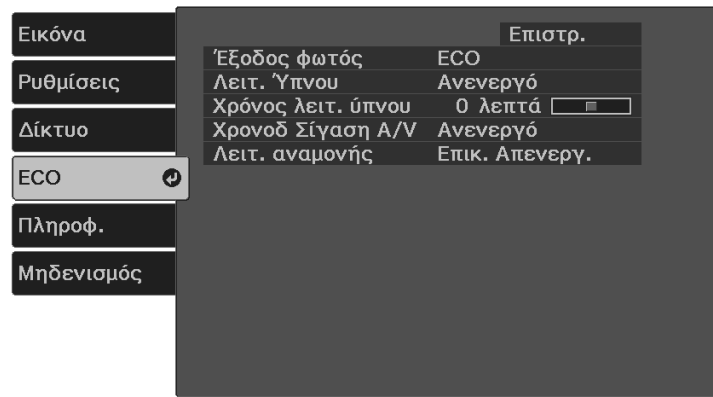 Εικόνα
Ρυθμίσεις
Δίκτυο
ECO
Πληροφ.
Μηδενισμός
Επιστρ.
Έξοδος φωτός ECO
Λειτ. Ύπνου Ανενεργό
Χρόνος λειτ. ύπνου 0 λεπτά
Χρονοδ Σίγαση A/V Ανενεργό
Λειτ. αναμονής Επικ. Απενεργ.